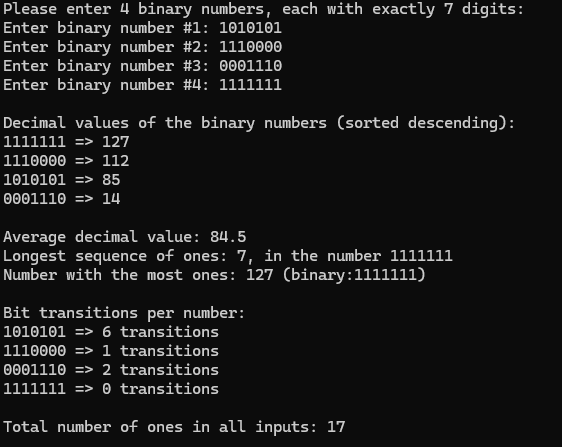 Please enter 4 binary numbers, each with exactly 7 digits:
Enter binary number #1: 1010101
Enter binary number #2: 1110000
Enter binary number #3: 0001110
Enter binary number #4: 1111111
Decimal values of the binary numbers (sorted descending):
1111111 => 127
1110000 => 112
1010101 => 85
0001110 => 14
Average decimal value: 84.5
Longest sequence of ones: 7, in the number 1111111
Number with the most ones: 127 (binary:1111111)
Bit transitions per number:
1010101 => 6 transitions
1110000 => 1 transitions
0001110 => 2 transitions
1111111 => 0 transitions
Total number of ones in all inputs: 17